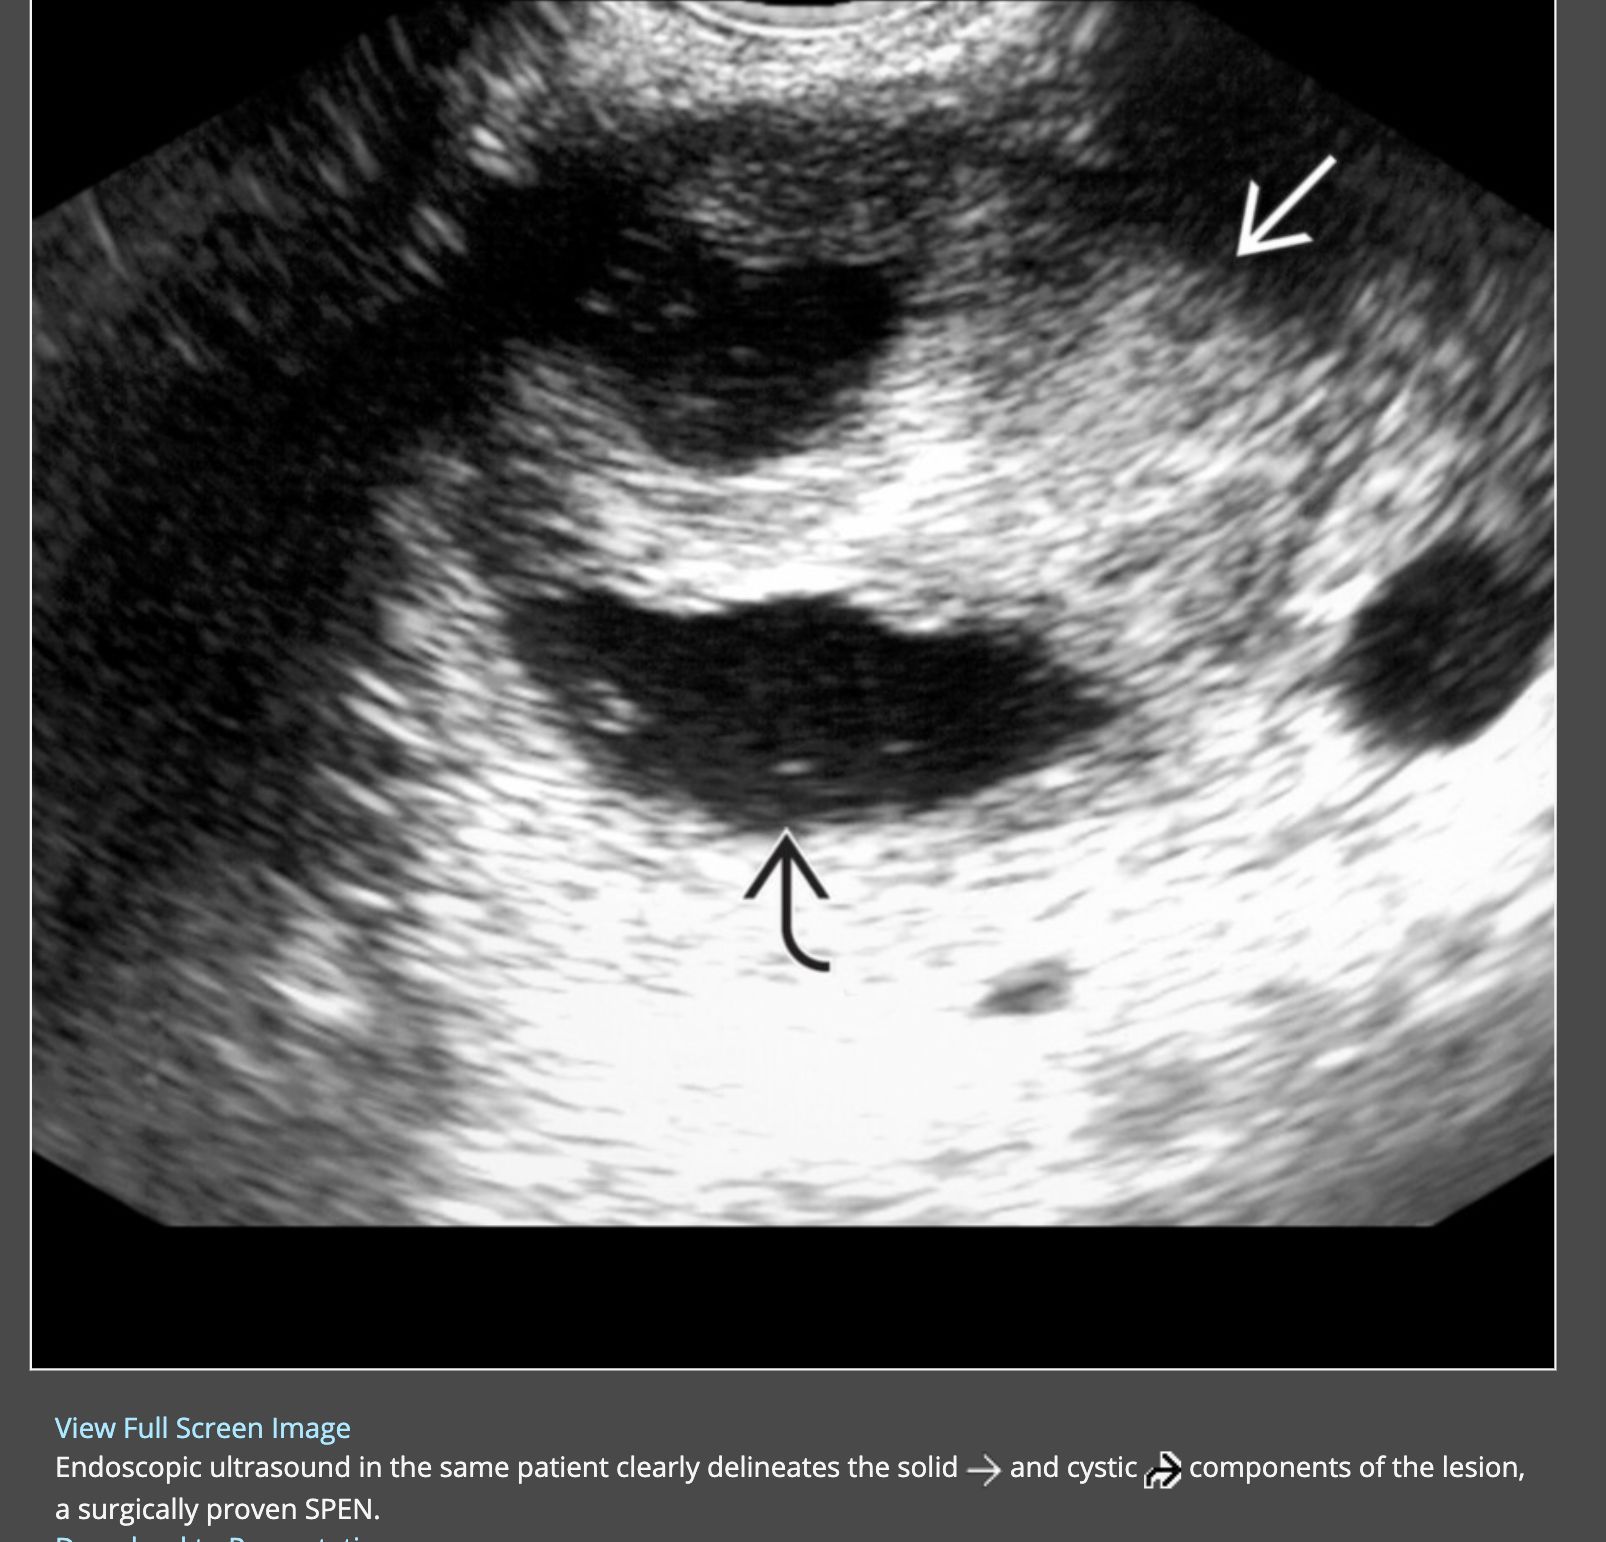 View Full Screen Image
Endoscopic ultrasound in the same patient clearly delineates the solid and cystic components of the lesion,
a surgically proven SPEN.